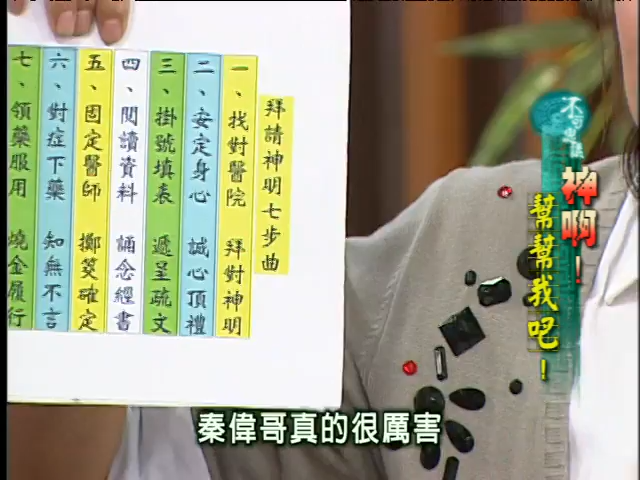 拜請神明七步曲
一、找對醫院 拜對神明
二、安定身心 誠心頂禮
三、掛號填表 遞呈疏文
四、閱讀資料 誦念經書
五、固定醫師 擲筊確定
六、對症下藥 知無不言
七、領藥服用 燒金履行
不可思議
神啊！
幫幫我吧！
秦偉哥真的很厲害